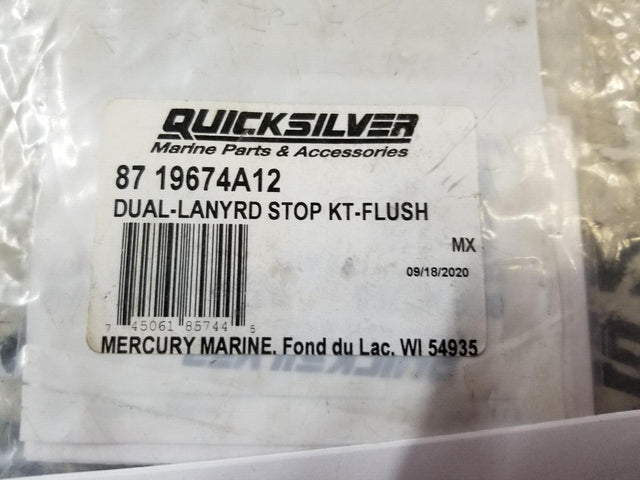 QUICKSILVER
Marine Parts & Accessories
87 19674A12
DUAL-LANYRD STOP KT-FLUSH
MX
09/18/2020
7 45061 85744 5
MERCURY MARINE, Fond du Lac, WI 54935